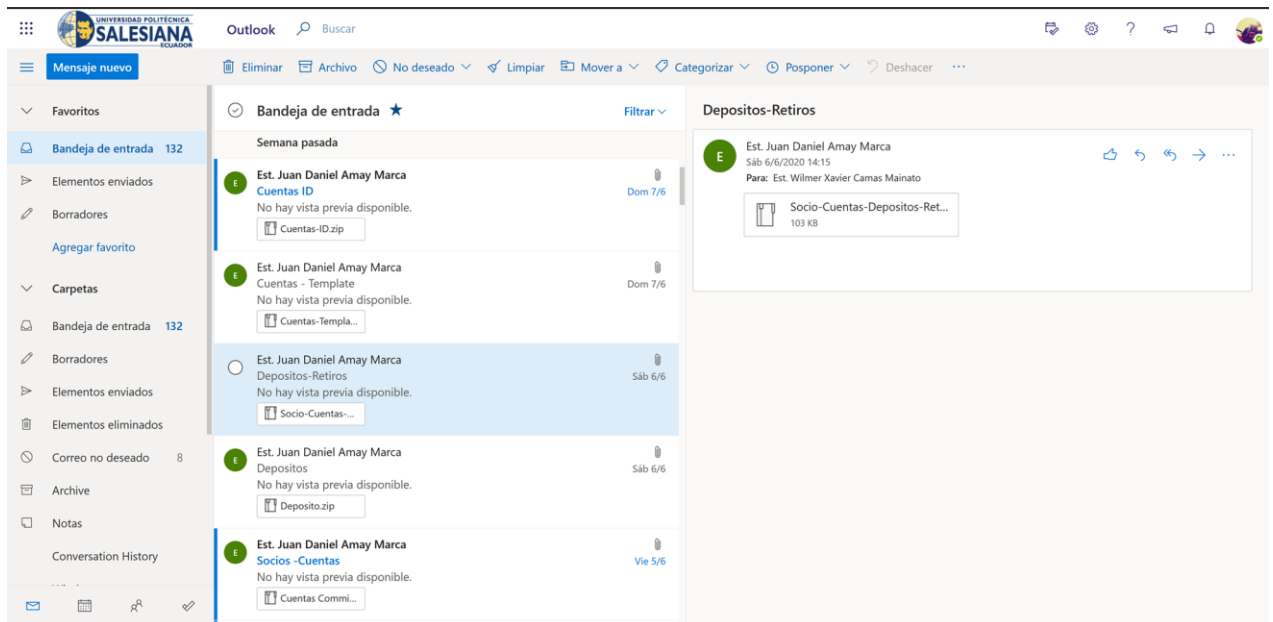 UNIVERSIDAD POLITÉCNICA
SALESIANA
ECUADOR
Outlook
Buscar
Mensaje nuevo
Eliminar Archivo No deseado Limpiar Mover a Categorizar Posponer Deshacer ...
Favoritos
Bandeja de entrada 132
Elementos enviados
Borradores
Agregar favorito
Carpetas
Bandeja de entrada 132
Borradores
Elementos enviados
Elementos eliminados
Correo no deseado 8
Archive
Notas
Conversation History
Bandeja de entrada
Filtrar
Semana pasada
E
Est. Juan Daniel Amay Marca
Cuentas ID
Dom 7/6
No hay vista previa disponible.
Cuentas-ID.zip
E
Est. Juan Daniel Amay Marca
Cuentas - Template
Dom 7/6
No hay vista previa disponible.
Cuentas-Templa...
Est. Juan Daniel Amay Marca
Depositos-Retiros
Sáb 6/6
No hay vista previa disponible.
Socio-Cuentas-...
E
Est. Juan Daniel Amay Marca
Depositos
Sáb 6/6
No hay vista previa disponible.
Deposito.zip
E
Est. Juan Daniel Amay Marca
Socios -Cuentas
Vie 5/6
No hay vista previa disponible.
Cuentas Commi...
Depositos-Retiros
E
Est. Juan Daniel Amay Marca
Sáb 6/6/2020 14:15
Para: Est. Wilmer Xavier Camas Mainato
Socio-Cuentas-Depositos-Ret...
103 KB